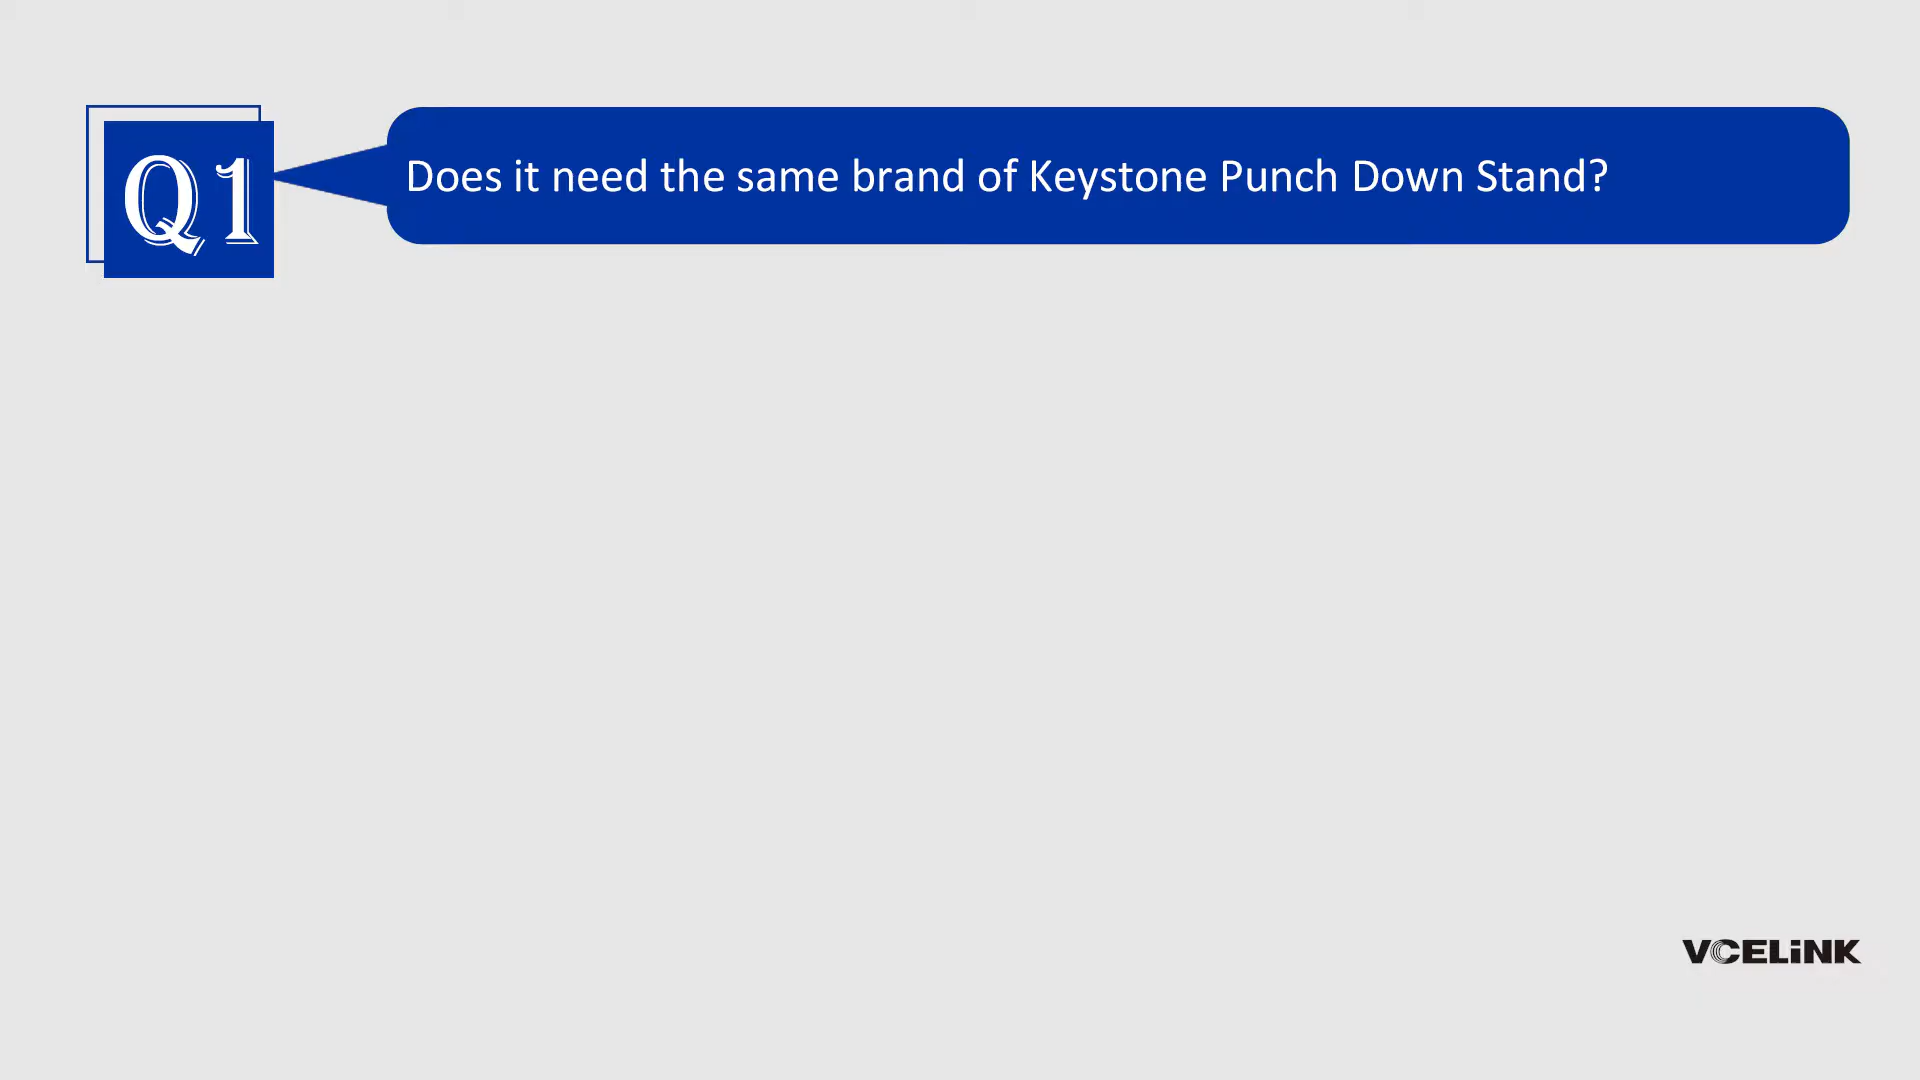 Q1
Does it need the same brand of Keystone Punch Down Stand?
VCELiNK